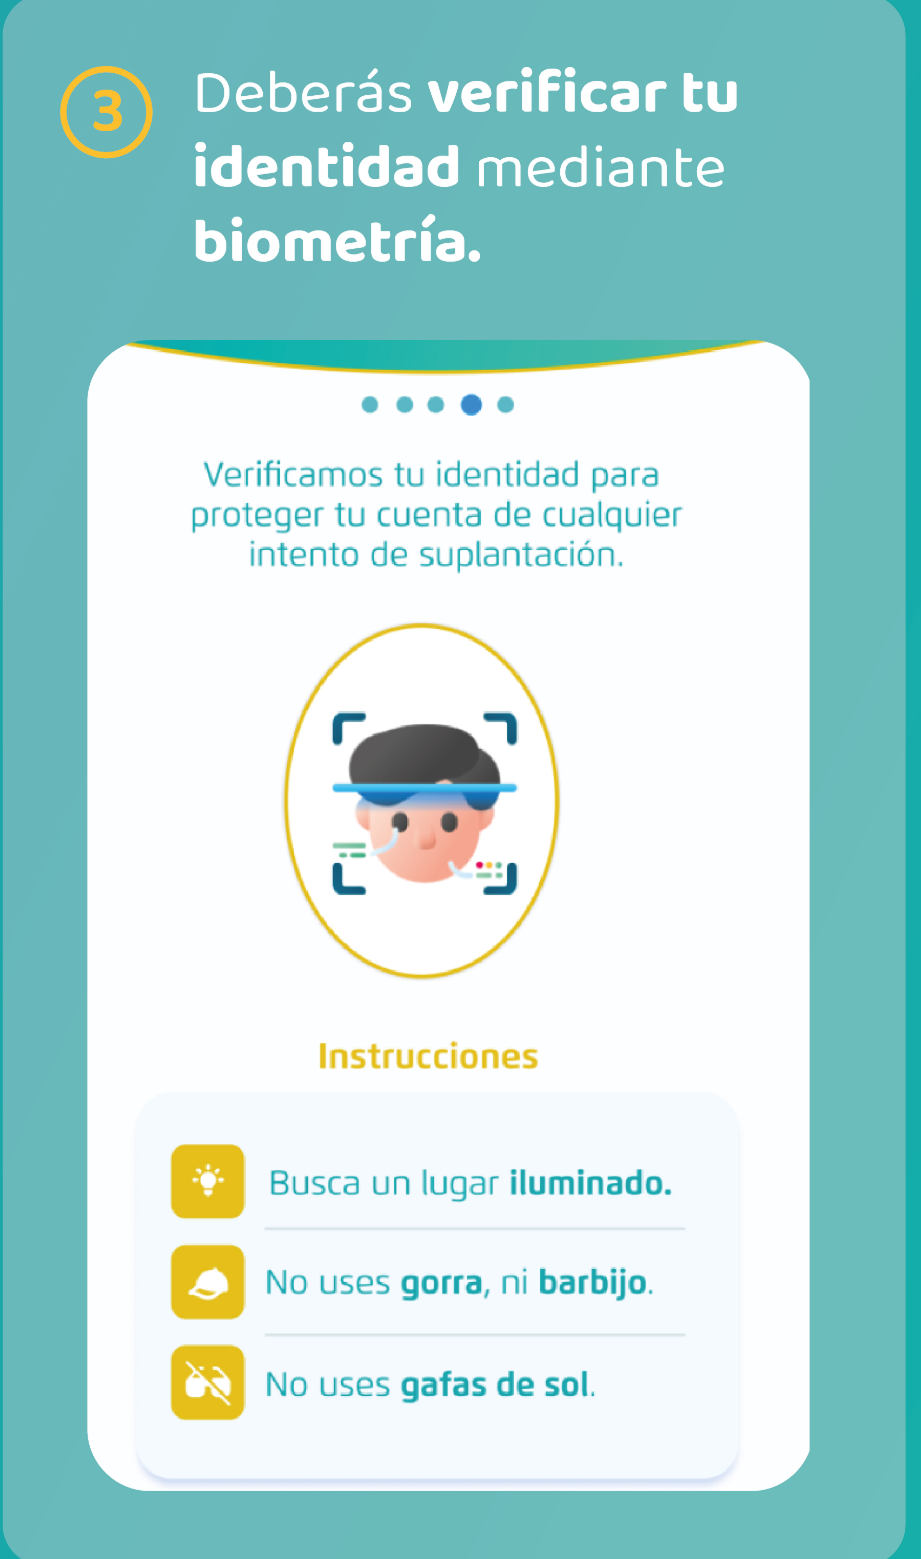 3
Deberás verificar tu
identidad mediante
biometría.
Verificamos tu identidad para
proteger tu cuenta de cualquier
intento de suplantación.
Instrucciones
Busca un lugar iluminado.
No uses gorra, ni barbijo.
No uses gafas de sol.